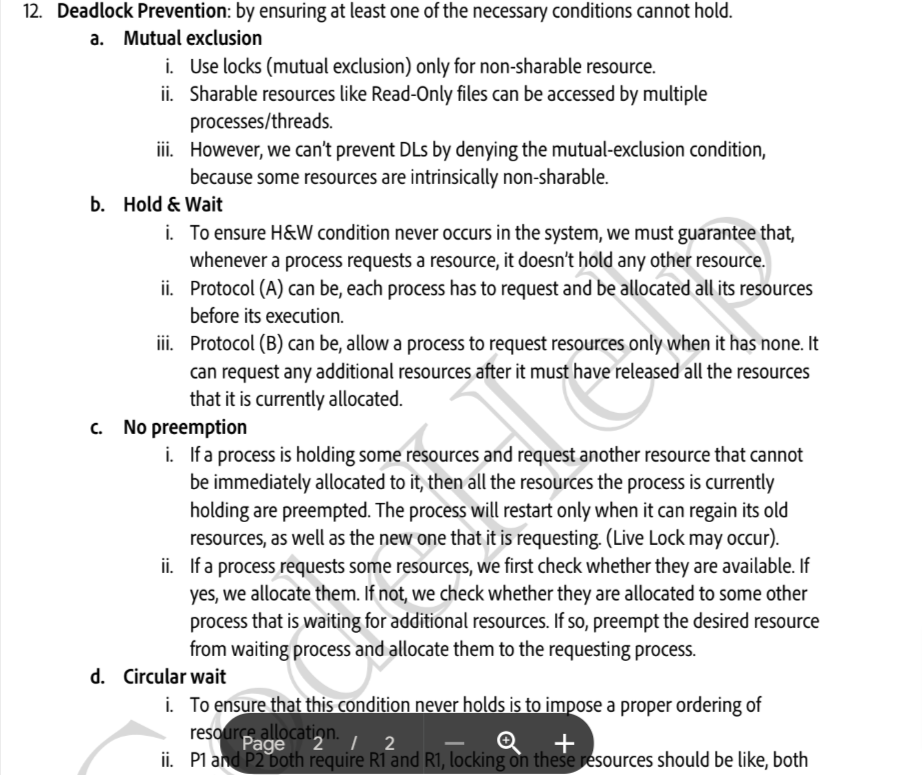 12. Deadlock Prevention: by ensuring at least one of the necessary conditions cannot hold.
a. Mutual exclusion
i. Use locks (mutual exclusion) only for non-sharable resource.
ii. Sharable resources like Read-Only files can be accessed by multiple
processes/threads.
iii. However, we can't prevent DLs by denying the mutual-exclusion condition,
because some resources are intrinsically non-sharable.
b. Hold & Wait
i. To ensure H&W condition never occurs in the system, we must guarantee that,
whenever a process requests a resource, it doesn't hold any other resource.
ii. Protocol (A) can be, each process has to request and be allocated all its resources
before its execution.
iii. Protocol (B) can be, allow a process to request resources only when it has none. It
can request any additional resources after it must have released all the resources
that it is currently allocated.
c. No preemption
i. If a process is holding some resources and request another resource that cannot
be immediately allocated to it, then all the resources the process is currently
holding are preempted. The process will restart only when it can regain its old
resources, as well as the new one that it is requesting. (Live Lock may occur).
ii. If a process requests some resources, we first check whether they are available. If
yes, we allocate them. If not, we check whether they are allocated to some other
process that is waiting for additional resources. If so, preempt the desired resource
from waiting process and allocate them to the requesting process.
d. Circular wait
i. To ensure that this condition never holds is to impose a proper ordering of
resource allocation.
Page 2 / 2
ii. P1 and P2 both require R1 and R1, locking on these resources should be like, both
CodeHelp